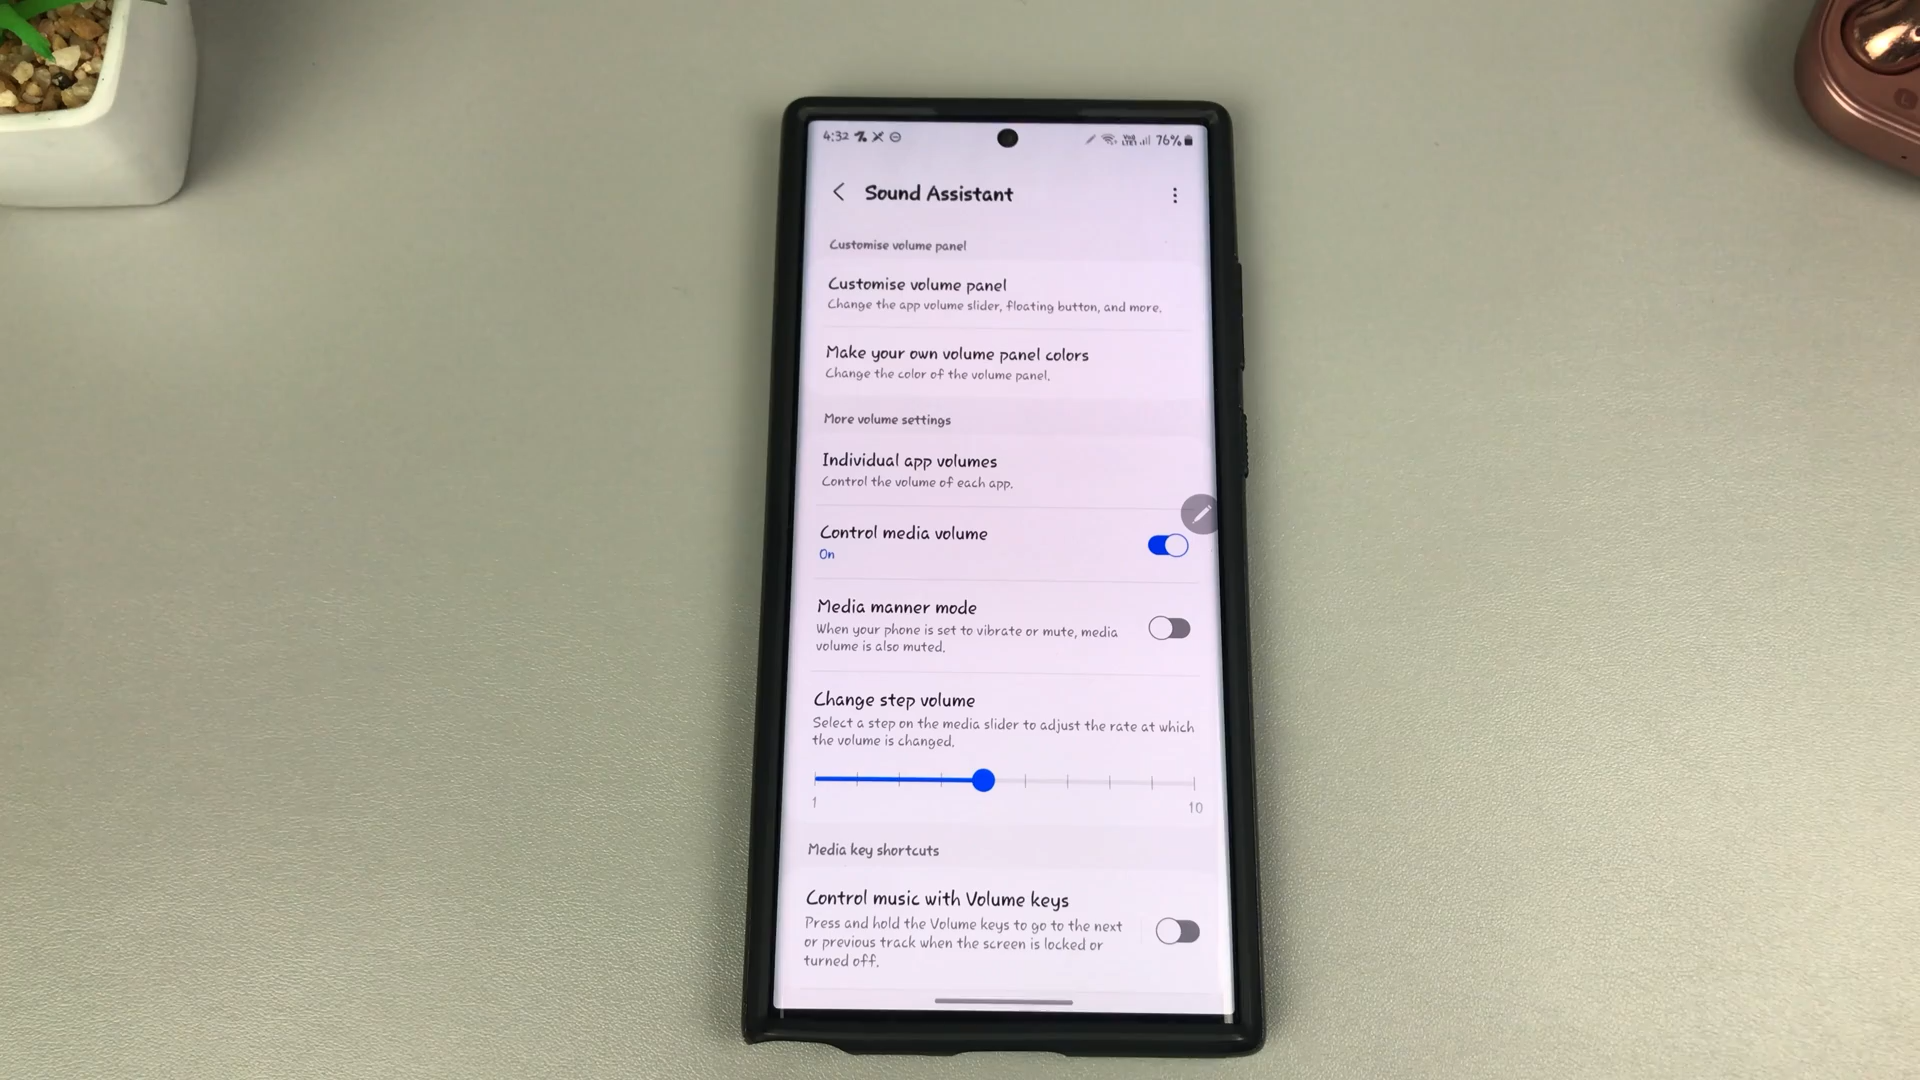 4:32
76%
Sound Assistant
Customise volume panel
Customise volume panel
Change the app volume slider, floating button, and more.
Make your own volume panel colors
Change the color of the volume panel.
More volume settings
Individual app volumes
Control the volume of each app.
Control media volume
On
Media manner mode
When your phone is set to vibrate or mute, media
volume is also muted.
Change step volume
Select a step on the media slider to adjust the rate at which
the volume is changed.
1
10
Media key shortcuts
Control music with Volume keys
Press and hold the Volume keys to go to the next
or previous track when the screen is locked or
turned off.